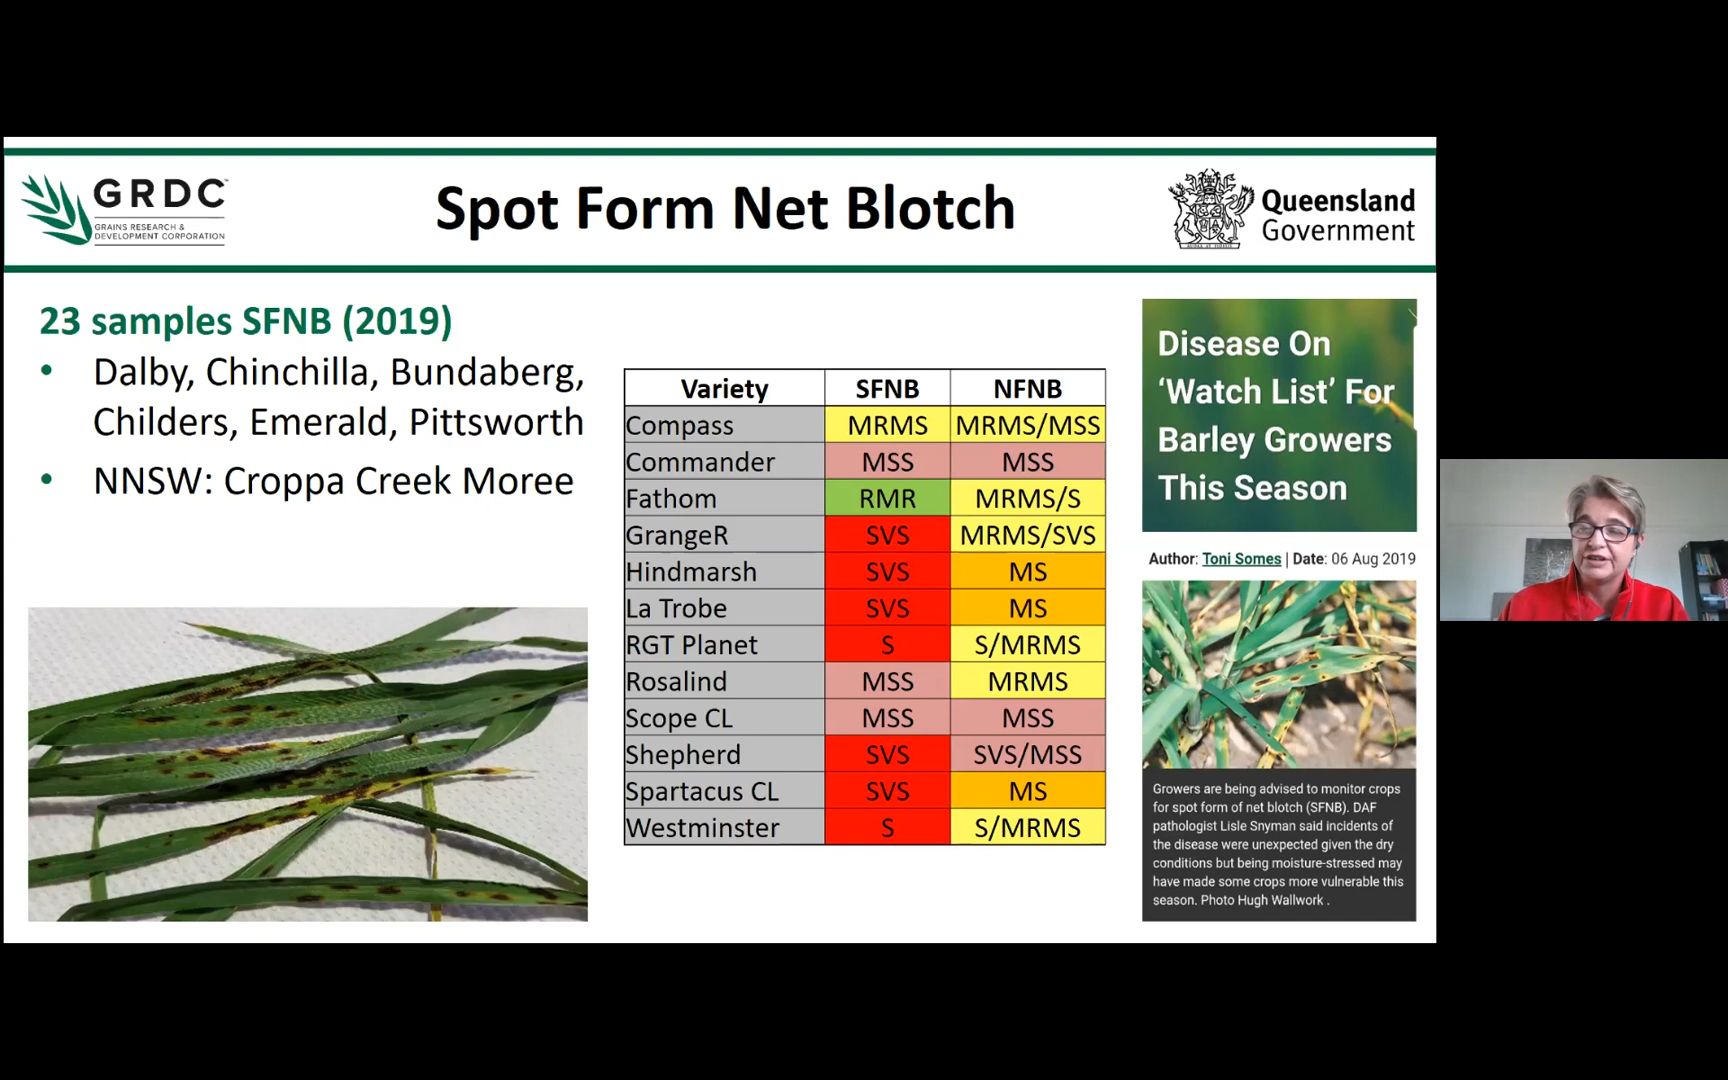 GRDC
GRAINS RESEARCH &
DEVELOPMENT CORPORATION
Spot Form Net Blotch
Queensland
Government
23 samples SFNB (2019)
• Dalby, Chinchilla, Bundaberg,
Childers, Emerald, Pittsworth
• NNSW: Croppa Creek Moree
Variety SFNB NFNB
Compass MRMS MRMS/MSS
Commander MSS MSS
Fathom RMR MRMS/S
GrangeR SVS MRMS/SVS
Hindmarsh SVS MS
La Trobe SVS MS
RGT Planet S S/MRMS
Rosalind MSS MRMS
Scope CL MSS MSS
Shepherd SVS SVS/MSS
Spartacus CL SVS MS
Westminster S S/MRMS
Disease On
‘Watch List’ For
Barley Growers
This Season
Author: Toni Somes | Date: 06 Aug 2019
Growers are being advised to monitor crops
for spot form of net blotch (SFNB). DAF
pathologist Lisle Snyman said incidents of
the disease were unexpected given the dry
conditions but being moisture-stressed may
have made some crops more vulnerable this
season. Photo Hugh Wallwork .